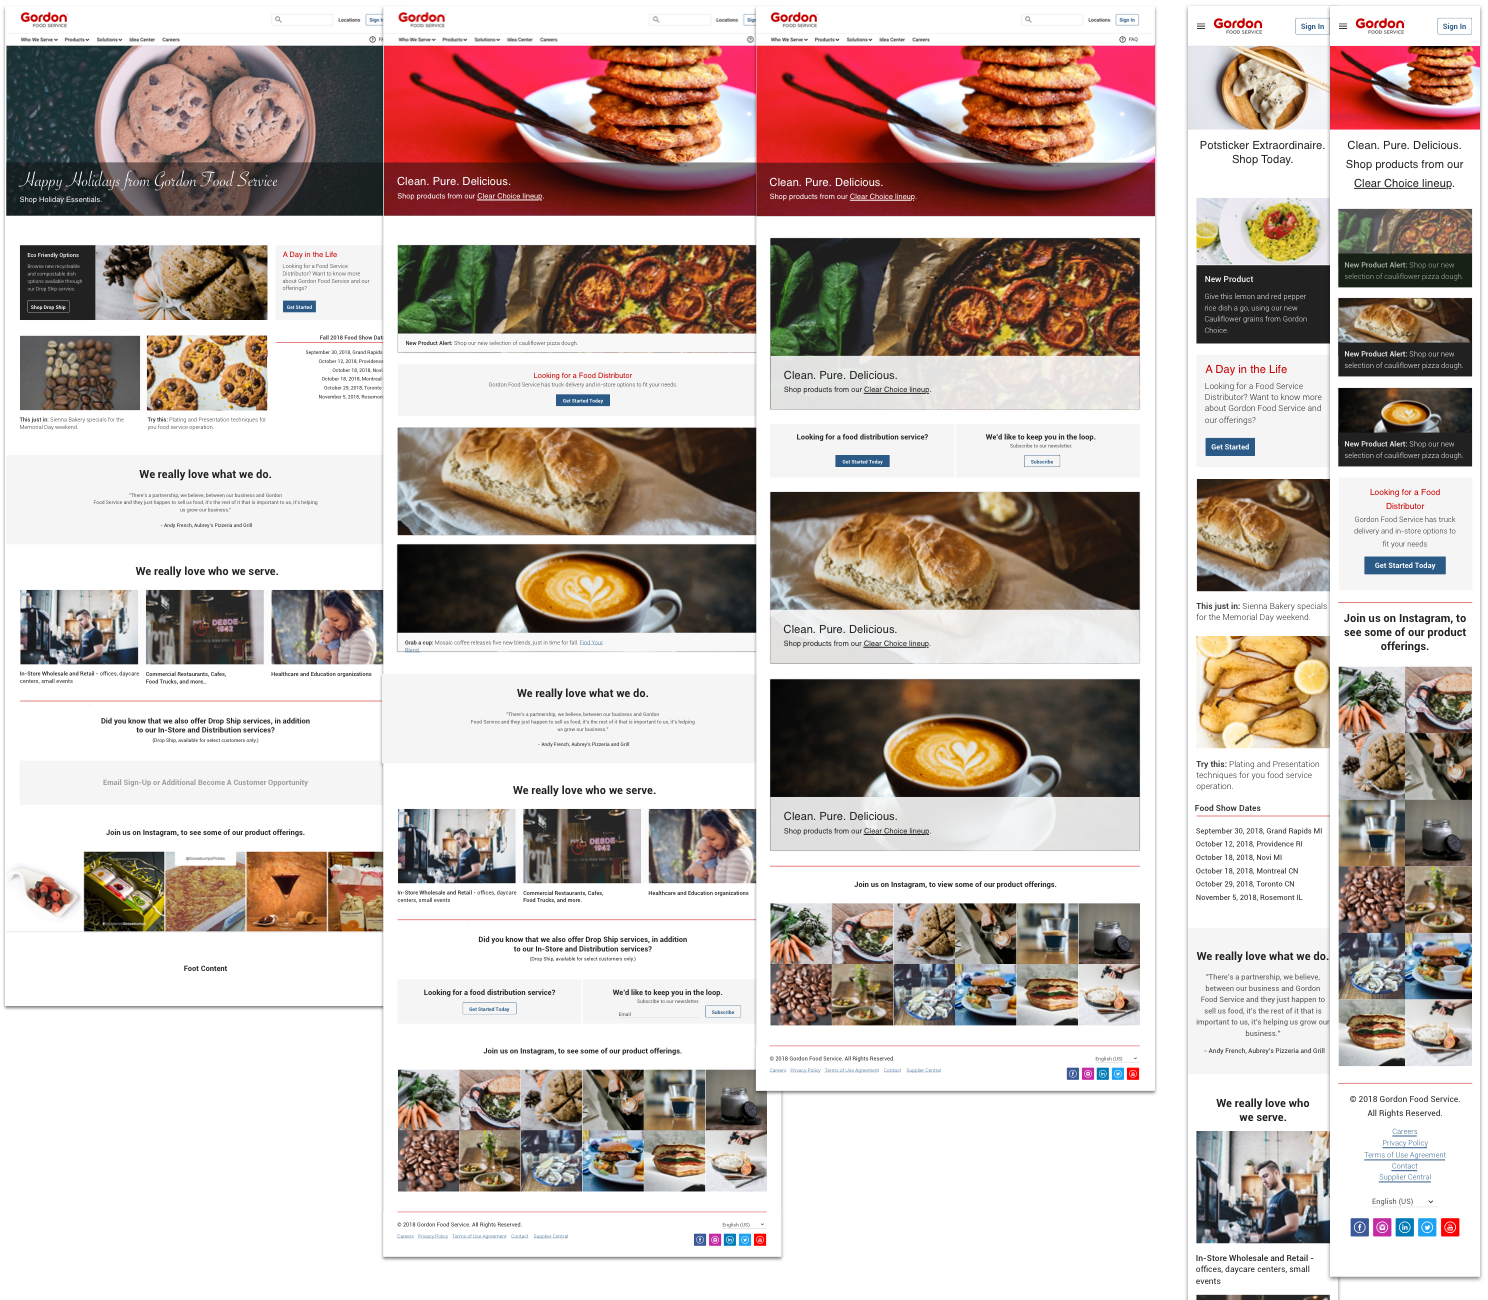 Gordon
FOOD SERVICE
Locations
Sign In
Who We Serve
Products
Solutions
Idea Center
Careers
Happy Holidays from Gordon Food Service
Shop Holiday Essentials.
Eco Friendly Options
Browse new recycleable
and compostable dish
options available through
our Drop Ship service.
Shop Drop Ship
A Day in the Life
Looking for a Food Service
Distributor? Want to know more
about Gordon Food Service and our
offerings?
Get Started
This just in: Sienna Bakery specials for the
Memorial Day weekend.
Try this: Plating and Presentation techniques for
you food service operation.
Fall 2018 Food Show Dat
September 30, 2018, Grand Rapids
October 12, 2018, Providence
October 18, 2018, Novi
October 18, 2018, Montreal
October 29, 2018, Toronto
November 5, 2018, Rosemon
We really love what we do.
"There's a partnership, we believe, between our business and Gordon
Food Service and they just happen to sell us food, it's the rest of it that is important to us, it's helping
us grow our business."
- Andy French, Aubrey's Pizzeria and Grill
We really love who we serve.
In-Store Wholesale and Retail - offices, daycare
centers, small events
Commercial Restaurants, Cafes,
Food Trucks, and more...
Healthcare and Education organizations
Did you know that we also offer Drop Ship services, in addition
to our In-Store and Distribution services?
(Drop Ship, available for select customers only.)
Email Sign-Up or Additional Become A Customer Opportunity
Join us on Instagram, to see some of our product offerings.
Foot Content
Gordon
FOOD SERVICE
Locations
Sig
Who We Serve
Products
Solutions
Idea Center
Careers
Clean. Pure. Delicious.
Shop products from our Clear Choice lineup.
New Product Alert: Shop our new selection of cauliflower pizza dough.
Looking for a Food Distributor
Gordon Food Service has truck delivery and in-store options to fit your needs.
Get Started Today
Grab a cup: Mosaic coffee releases five new blends, just in time for fall. Find Your
Blend.
We really love what we do.
"There's a partnership, we believe, between our business and Gordon
Food Service and they just happen to sell us food, it's the rest of it that is important to us, it's helping
us grow our business."
- Andy French, Aubrey's Pizzeria and Grill
We really love who we serve.
In-Store Wholesale and Retail - offices, daycare
centers, small events
Commercial Restaurants, Cafes,
Food Trucks, and more.
Healthcare and Education organizations
Did you know that we also offer Drop Ship services, in addition
to our In-Store and Distribution services?
(Drop Ship, available for select customers only.)
Looking for a food distribution service?
Get Started Today
We'd like to keep you in the loop.
Subscribe to our newsletter.
Email
Subscribe
Join us on Instagram, to see some of our product offerings.
© 2018 Gordon Food Service. All Rights Reserved.
English (US)
Careers
Privacy Policy
Terms of Use Agreement
Contact
Supplier Central
Gordon
FOOD SERVICE
Locations
Sign In
Who We Serve
Products
Solutions
Idea Center
Careers
FAQ
Clean. Pure. Delicious.
Shop products from our Clear Choice lineup.
Clean. Pure. Delicious.
Shop products from our Clear Choice lineup.
Looking for a food distribution service?
Get Started Today
We'd like to keep you in the loop.
Subscribe to our newsletter.
Subscribe
Clean. Pure. Delicious.
Shop products from our Clear Choice lineup.
Clean. Pure. Delicious.
Shop products from our Clear Choice lineup.
Join us on Instagram, to view some of our product offerings.
© 2018 Gordon Food Service. All Rights Reserved.
English (US)
Careers
Privacy Policy
Terms of Use Agreement
Contact
Supplier Central
Gordon
FOOD SERVICE
Sign In
Potsticker Extraordinaire.
Shop Today.
New Product
Give this lemon and red pepper
rice dish a go, using our new
Cauliflower grains from Gordon
Choice.
A Day in the Life
Looking for a Food Service
Distributor? Want to know more
about Gordon Food Service and
our offerings?
Get Started
This just in: Sienna Bakery specials
for the Memorial Day weekend.
Try this: Plating and Presentation
techniques for you food service
operation.
Food Show Dates
September 30, 2018, Grand Rapids MI
October 12, 2018, Providence RI
October 18, 2018, Novi MI
October 18, 2018, Montreal CN
October 29, 2018, Toronto CN
November 5, 2018, Rosemont IL
We really love what we do.
"There's a partnership, we believe,
between our business and Gordon
Food Service and they just happen to
sell us food, it's the rest of it that is
important to us, it's helping us grow our
business."
- Andy French, Aubrey's Pizzeria and Grill
We really love who
we serve.
In-Store Wholesale and Retail -
offices, daycare centers, small
events
Gordon
FOOD SERVICE
Sign In
Clean. Pure. Delicious.
Shop products from our
Clear Choice lineup.
New Product Alert: Shop our new
selection of cauliflower pizza dough.
New Product Alert: Shop our new
selection of cauliflower pizza dough.
New Product Alert: Shop our new
selection of cauliflower pizza dough.
Looking for a Food
Distributor
Gordon Food Service has truck
delivery and in-store options to
fit your needs
Get Started Today
Join us on Instagram, to
see some of our product
offerings.
© 2018 Gordon Food Service.
All Rights Reserved.
Careers
Privacy Policy
Terms of Use Agreement
Contact
Supplier Central
English (US)